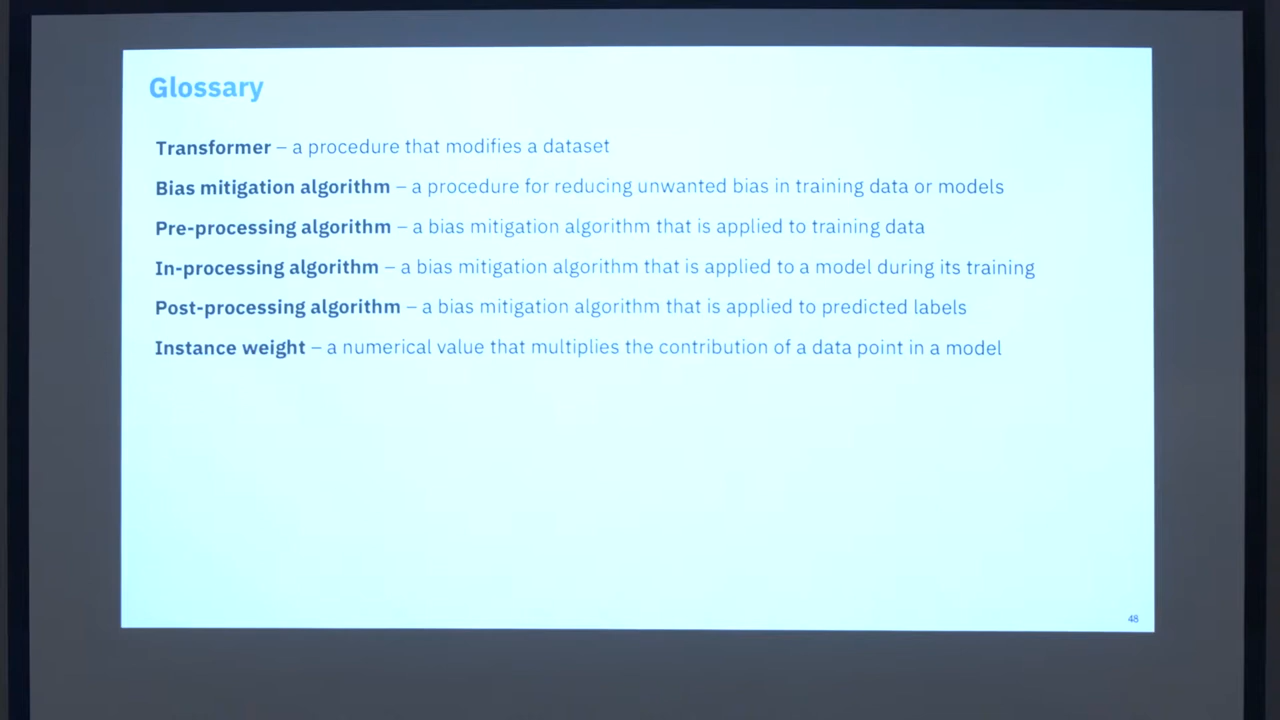 Glossary
Transformer – a procedure that modifies a dataset
Bias mitigation algorithm – a procedure for reducing unwanted bias in training data or models
Pre-processing algorithm – a bias mitigation algorithm that is applied to training data
In-processing algorithm – a bias mitigation algorithm that is applied to a model during its training
Post-processing algorithm – a bias mitigation algorithm that is applied to predicted labels
Instance weight – a numerical value that multiplies the contribution of a data point in a model
48